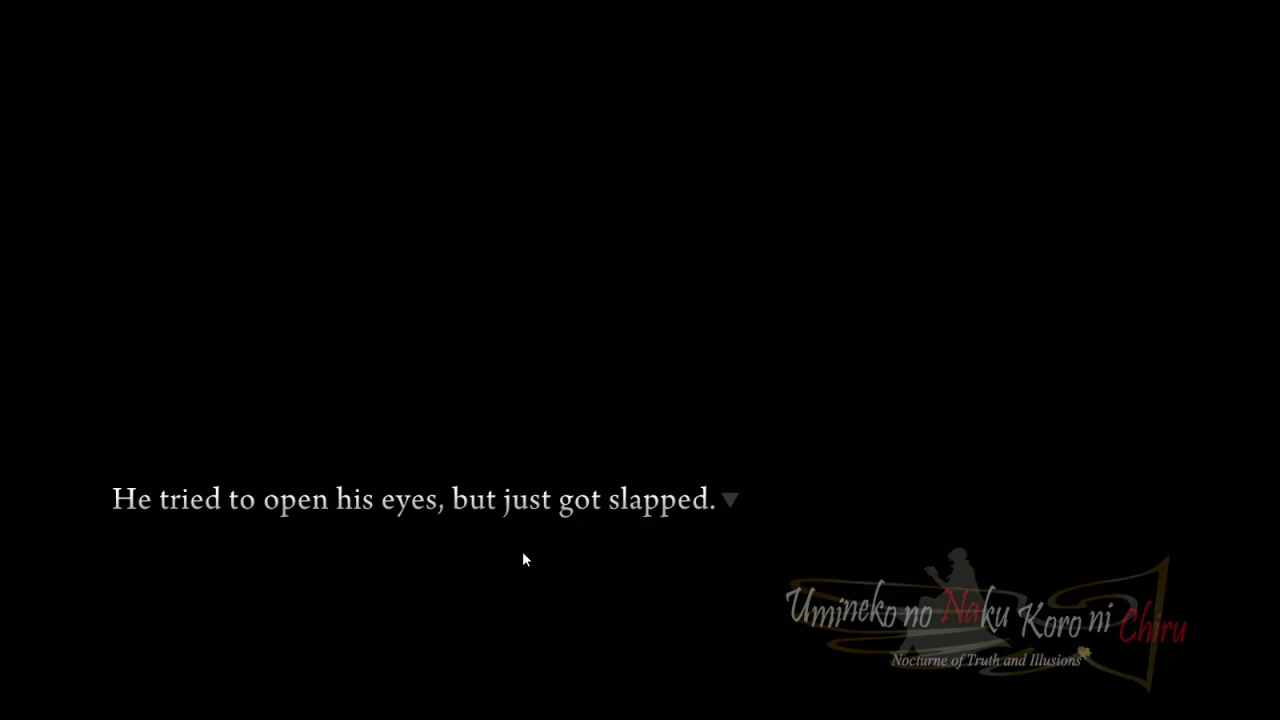 He tried to open his eyes, but just got slapped.
Umineko no Naku Koro ni Chiru
Nocturne of Truth and Illusions